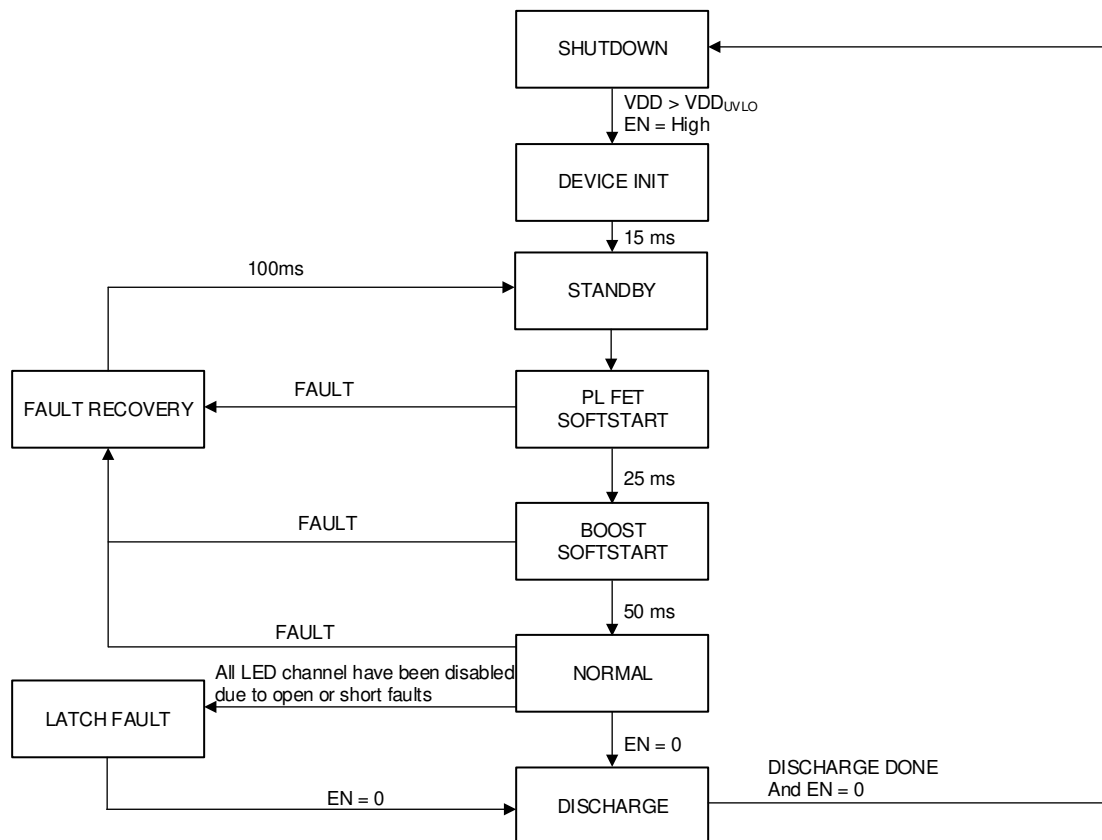 SHUTDOWN
VDD > VDDUVLO
EN = High
DEVICE INIT
15 ms
100ms
STANDBY
FAULT
FAULT RECOVERY
PL FET
SOFTSTART
25 ms
FAULT
BOOST
SOFTSTART
50 ms
FAULT
NORMAL
All LED channel have been disabled
due to open or short faults
LATCH FAULT
EN = 0
DISCHARGE DONE
And EN = 0
EN = 0
DISCHARGE